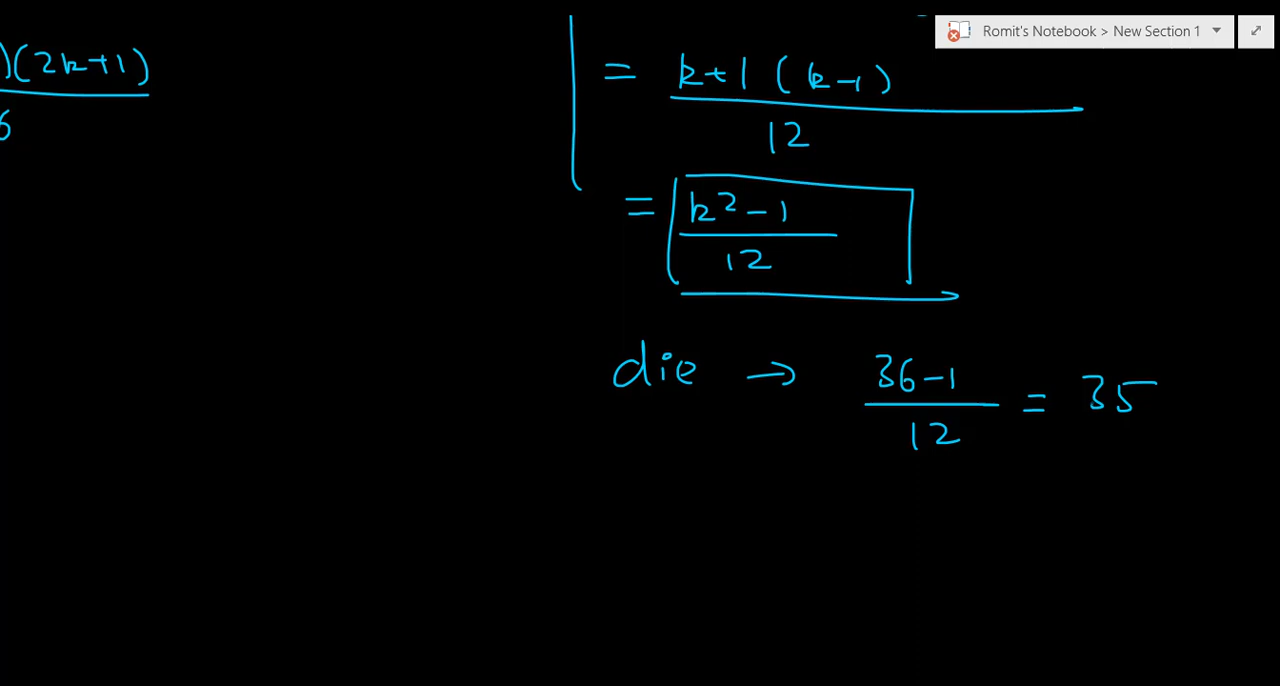 Romit's Notebook > New Section 1
)(2k+1)
6
= k+1 (k-1)
12
= k² - 1
12
die → 36-1
12
= 35